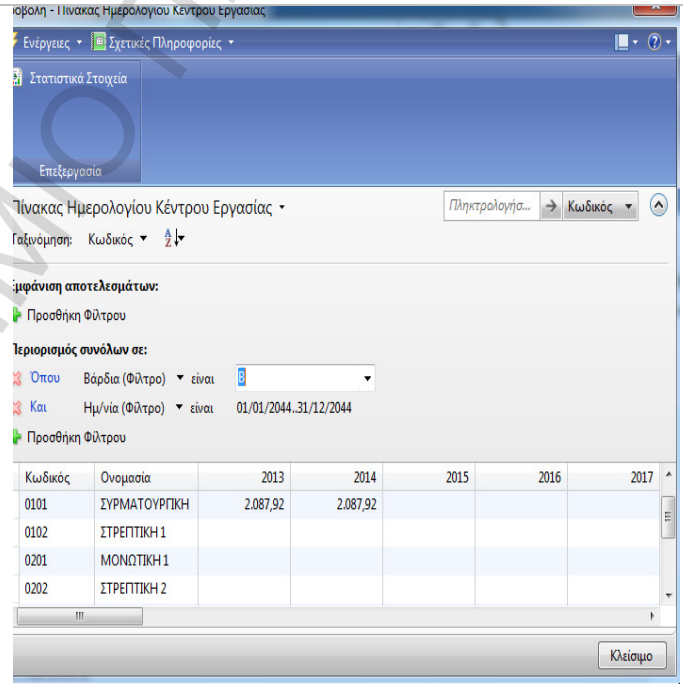 οβολή - Πίνακας Ημερολογίου Κέντρου Εργασίας
Ενέργειες Σχετικές Πληροφορίες
Στατιστικά Στοιχεία
Επεξεργασία
Πίνακας Ημερολογίου Κέντρου Εργασίας Πληκτρολογήσ... Κωδικός
Ταξινόμηση: Κωδικός
Εμφάνιση αποτελεσμάτων:
Προσθήκη Φίλτρου
Περιορισμός συνόλων σε:
Όπου Βάρδια (Φίλτρο) είναι Β
Και Ημ/νία (Φίλτρο) είναι 01/01/2044..31/12/2044
Προσθήκη Φίλτρου
Κωδικός Ονομασία 2013 2014 2015 2016 2017
0101 ΣΥΡΜΑΤΟΥΡΓΙΚΗ 2.087,92 2.087,92
0102 ΣΤΡΕΠΤΙΚΗ 1
0201 ΜΟΝΩΤΙΚΗ 1
0202 ΣΤΡΕΠΤΙΚΗ 2
Κλείσιμο